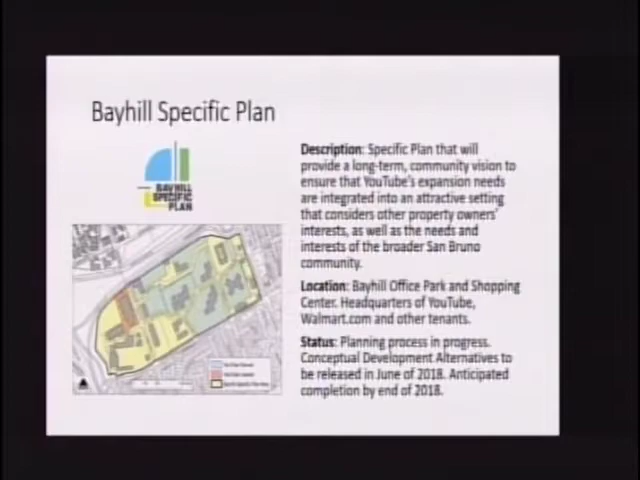 Bayhill Specific Plan
BAYHILL
SPECIFIC
PLAN
Description: Specific Plan that will
provide a long-term, community vision to
ensure that YouTube's expansion needs
are integrated into an attractive setting
that considers other property owners'
interests, as well as the needs and
interests of the broader San Bruno
community.
Location: Bayhill Office Park and Shopping
Center. Headquarters of YouTube,
Walmart.com and other tenants.
Status: Planning process in progress.
Conceptual Development Alternatives to
be released in June of 2018. Anticipated
completion by end of 2018.